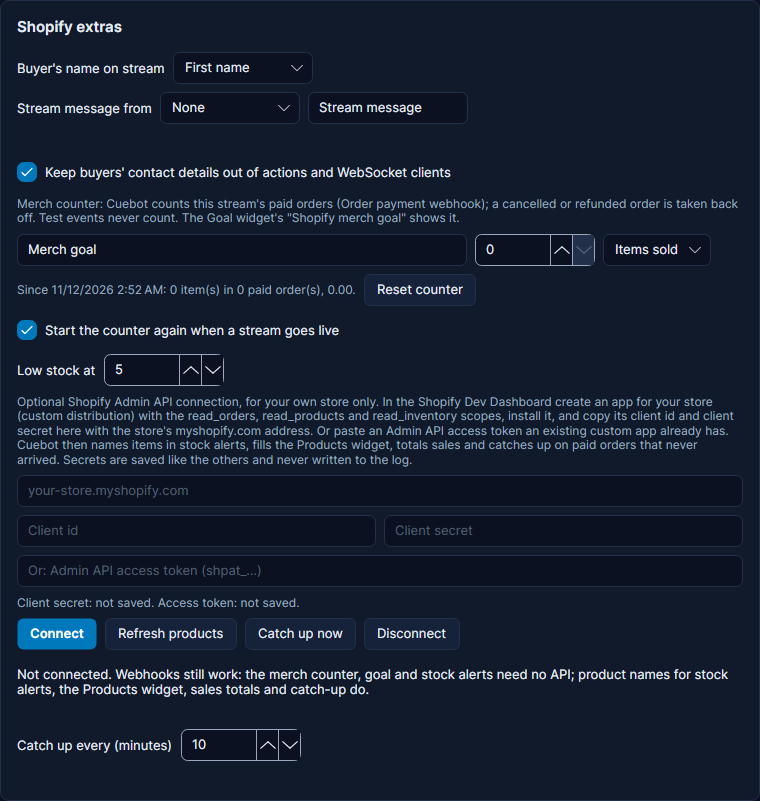 Shopify extras
Buyer's name on stream First name
Stream message from None Stream message
Keep buyers' contact details out of actions and WebSocket clients
Merch counter: Cuebot counts this stream's paid orders (Order payment webhook); a cancelled or refunded order is taken back
off. Test events never count. The Goal widget's "Shopify merch goal" shows it.
Merch goal 0 Items sold
Since 11/12/2026 2:52 AM: 0 item(s) in 0 paid order(s), 0.00. Reset counter
Start the counter again when a stream goes live
Low stock at 5
Optional Shopify Admin API connection, for your own store only. In the Shopify Dev Dashboard create an app for your store
(custom distribution) with the read_orders, read_products and read_inventory scopes, install it, and copy its client id and client
secret here with the store's myshopify.com address. Or paste an Admin API access token an existing custom app already has.
Cuebot then names items in stock alerts, fills the Products widget, totals sales and catches up on paid orders that never
arrived. Secrets are saved like the others and never written to the log.
your-store.myshopify.com
Client id Client secret
Or: Admin API access token (shpat_...)
Client secret: not saved. Access token: not saved.
Connect Refresh products Catch up now Disconnect
Not connected. Webhooks still work: the merch counter, goal and stock alerts need no API; product names for stock
alerts, the Products widget, sales totals and catch-up do.
Catch up every (minutes) 10